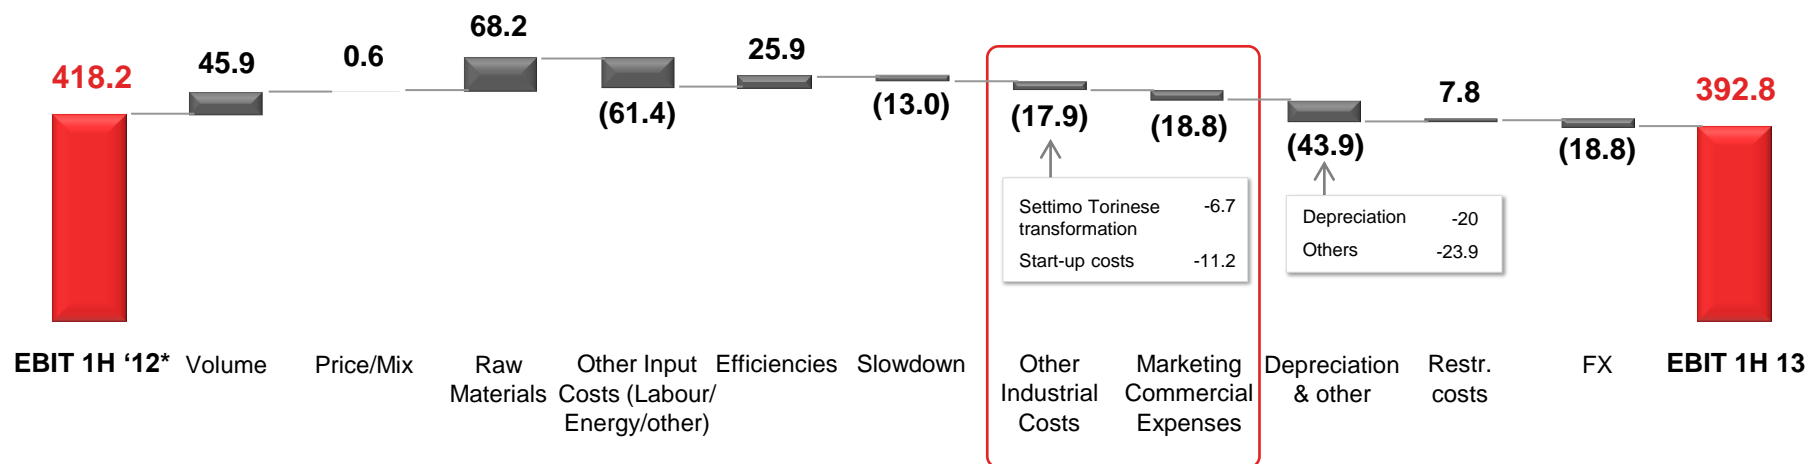 418.2
45.9
0.6
68.2
(61.4)
25.9
(13.0)
(17.9)
(18.8)
(43.9)
7.8
(18.8)
392.8
Settimo Torinese -6.7
transformation
Start-up costs -11.2
Depreciation -20
Others -23.9
EBIT 1H ‘12*
Volume
Price/Mix
Raw
Materials
Other Input
Costs (Labour/
Energy/other)
Efficiencies
Slowdown
Other
Industrial
Costs
Marketing
Commercial
Expenses
Depreciation
& other
Restr.
costs
FX
EBIT 1H 13